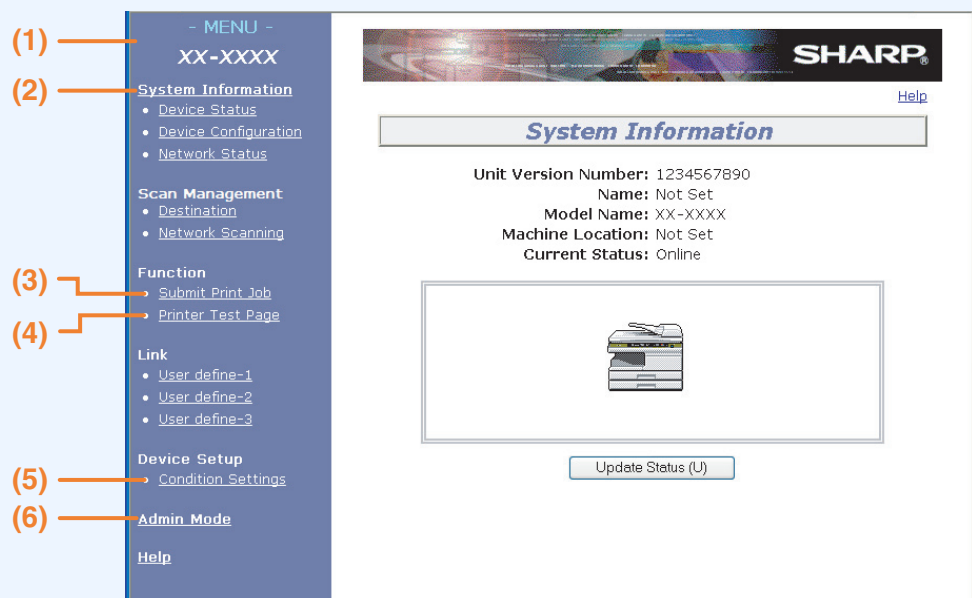 (1)
(2)
(3)
(4)
(5)
(6)
- MENU -
XX-XXXX
System Information
• Device Status
• Device Configuration
• Network Status
Scan Management
• Destination
• Network Scanning
Function
• Submit Print Job
• Printer Test Page
Link
• User define-1
• User define-2
• User define-3
Device Setup
• Condition Settings
Admin Mode
Help
SHARP®
Help
System Information
Unit Version Number: 1234567890
Name: Not Set
Model Name: XX-XXXX
Machine Location: Not Set
Current Status: Online
Update Status (U)